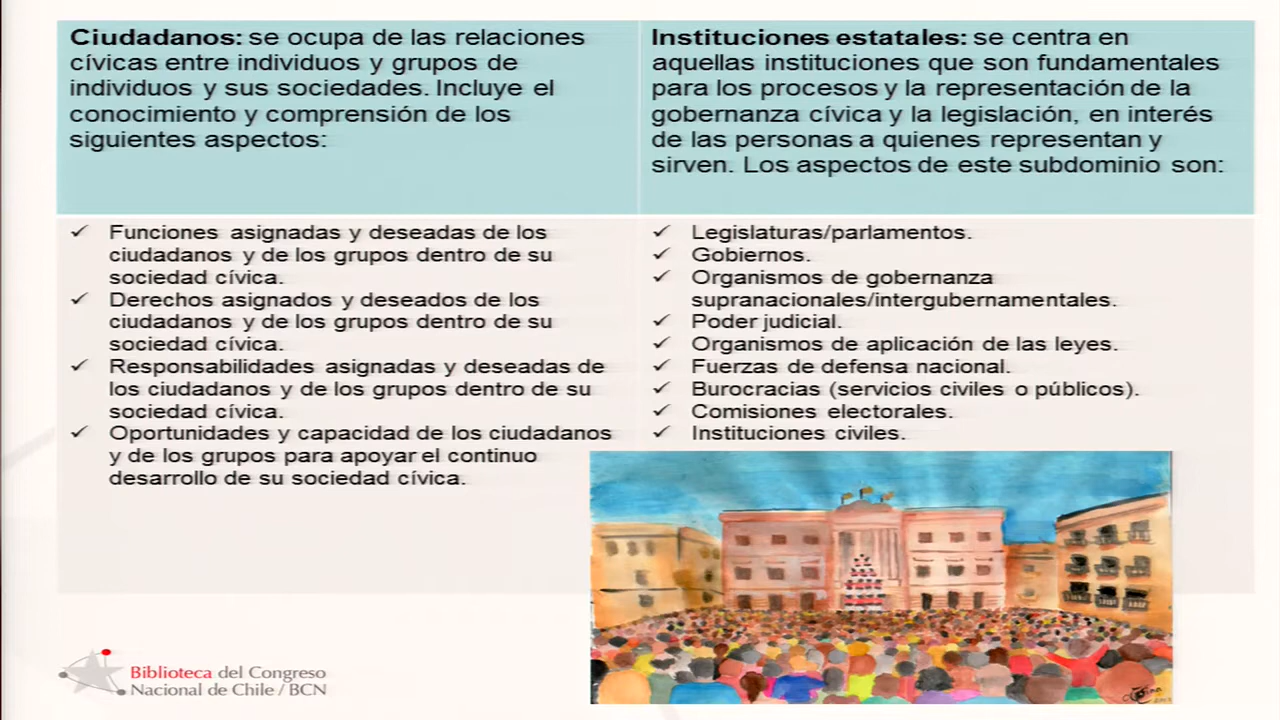 Ciudadanos: se ocupa de las relaciones
cívicas entre individuos y grupos de
individuos y sus sociedades. Incluye el
conocimiento y comprensión de los
siguientes aspectos:
Instituciones estatales: se centra en
aquellas instituciones que son fundamentales
para los procesos y la representación de la
gobernanza cívica y la legislación, en interés
de las personas a quienes representan y
sirven. Los aspectos de este subdominio son:
✓ Funciones asignadas y deseadas de los
ciudadanos y de los grupos dentro de su
sociedad cívica.
✓ Derechos asignados y deseados de los
ciudadanos y de los grupos dentro de su
sociedad cívica.
✓ Responsabilidades asignadas y deseadas de
los ciudadanos y de los grupos dentro de su
sociedad cívica.
✓ Oportunidades y capacidad de los ciudadanos
y de los grupos para apoyar el continuo
desarrollo de su sociedad cívica.
✓ Legislaturas/parlamentos.
✓ Gobiernos.
✓ Organismos de gobernanza
supranacionales/intergubernamentales.
✓ Poder judicial.
✓ Organismos de aplicación de las leyes.
✓ Fuerzas de defensa nacional.
✓ Burocracias (servicios civiles o públicos).
✓ Comisiones electorales.
✓ Instituciones civiles.
Biblioteca del Congreso
Nacional de Chile / BCN